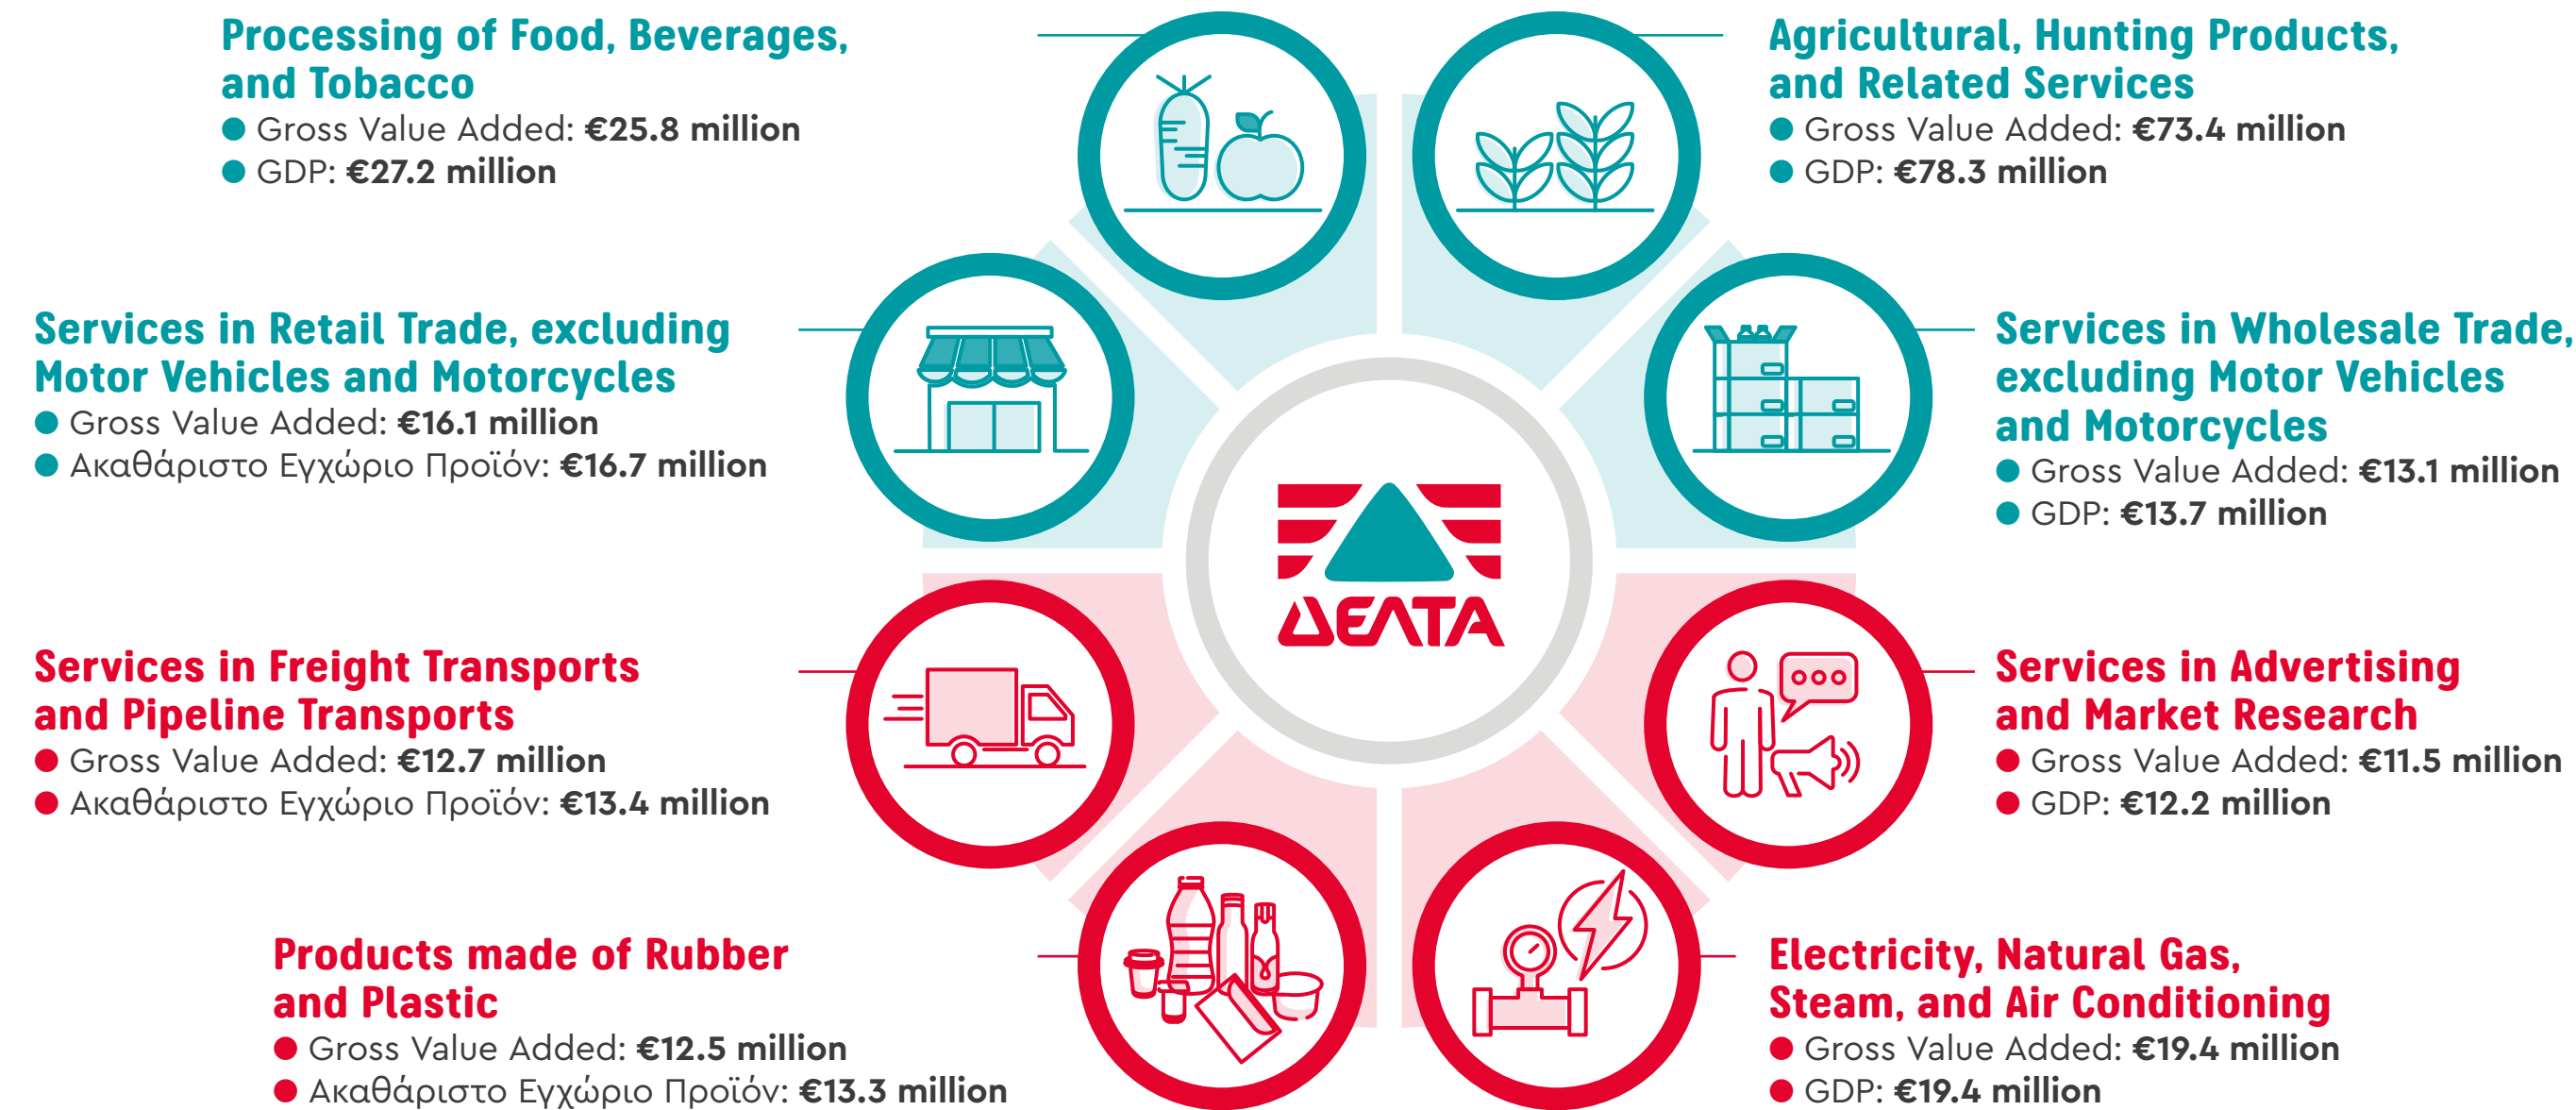 Processing of Food, Beverages,
and Tobacco
Gross Value Added: €25.8 million
GDP: €27.2 million
Agricultural, Hunting Products,
and Related Services
Gross Value Added: €73.4 million
GDP: €78.3 million
Services in Retail Trade, excluding
Motor Vehicles and Motorcycles
Gross Value Added: €16.1 million
Ακαθάριστο Εγχώριο Προϊόν: €16.7 million
Services in Wholesale Trade,
excluding Motor Vehicles
and Motorcycles
Gross Value Added: €13.1 million
GDP: €13.7 million
ΔΕΛΤΑ
Services in Freight Transports
and Pipeline Transports
Gross Value Added: €12.7 million
Ακαθάριστο Εγχώριο Προϊόν: €13.4 million
Services in Advertising
and Market Research
Gross Value Added: €11.5 million
GDP: €12.2 million
Products made of Rubber
and Plastic
Gross Value Added: €12.5 million
Ακαθάριστο Εγχώριο Προϊόν: €13.3 million
Electricity, Natural Gas,
Steam, and Air Conditioning
Gross Value Added: €19.4 million
GDP: €19.4 million